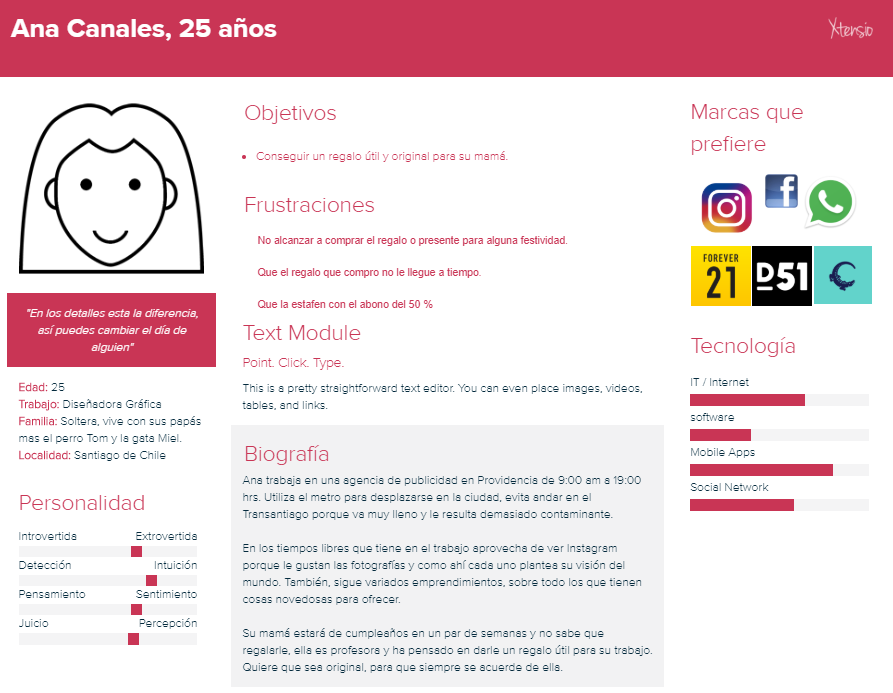 Ana Canales, 25 años
Xtensio
"En los detalles esta la diferencia,
así puedes cambiar el día de
alguien"
Edad: 25
Trabajo: Diseñadora Gráfica
Familia: Soltera, vive con sus papás
mas el perro Tom y la gata Miel.
Localidad: Santiago de Chile
Personalidad
Introvertida Extrovertida
Detección Intuición
Pensamiento Sentimiento
Juicio Percepción
Objetivos
Conseguir un regalo útil y original para su mamá.
Frustraciones
No alcanzar a comprar el regalo o presente para alguna festividad.
Que el regalo que compro no le llegue a tiempo.
Que la estafen con el abono del 50 %
Text Module
Point. Click. Type.
This is a pretty straightforward text editor. You can even place images, videos,
tables, and links.
Biografía
Ana trabaja en una agencia de publicidad en Providencia de 9:00 am a 19:00
hrs. Utiliza el metro para desplazarse en la ciudad, evita andar en el
Transantiago porque va muy lleno y le resulta demasiado contaminante.
En los tiempos libres que tiene en el trabajo aprovecha de ver Instagram
porque le gustan las fotografías y como ahí cada uno plantea su visión del
mundo. También, sigue variados emprendimientos, sobre todo los que tienen
cosas novedosas para ofrecer.
Su mamá estará de cumpleaños en un par de semanas y no sabe que
regalarle, ella es profesora y ha pensado en darle un regalo útil para su trabajo.
Quiere que sea original, para que siempre se acuerde de ella.
Marcas que
prefiere
f
FOREVER
21
D51
Tecnología
IT / Internet
software
Mobile Apps
Social Network